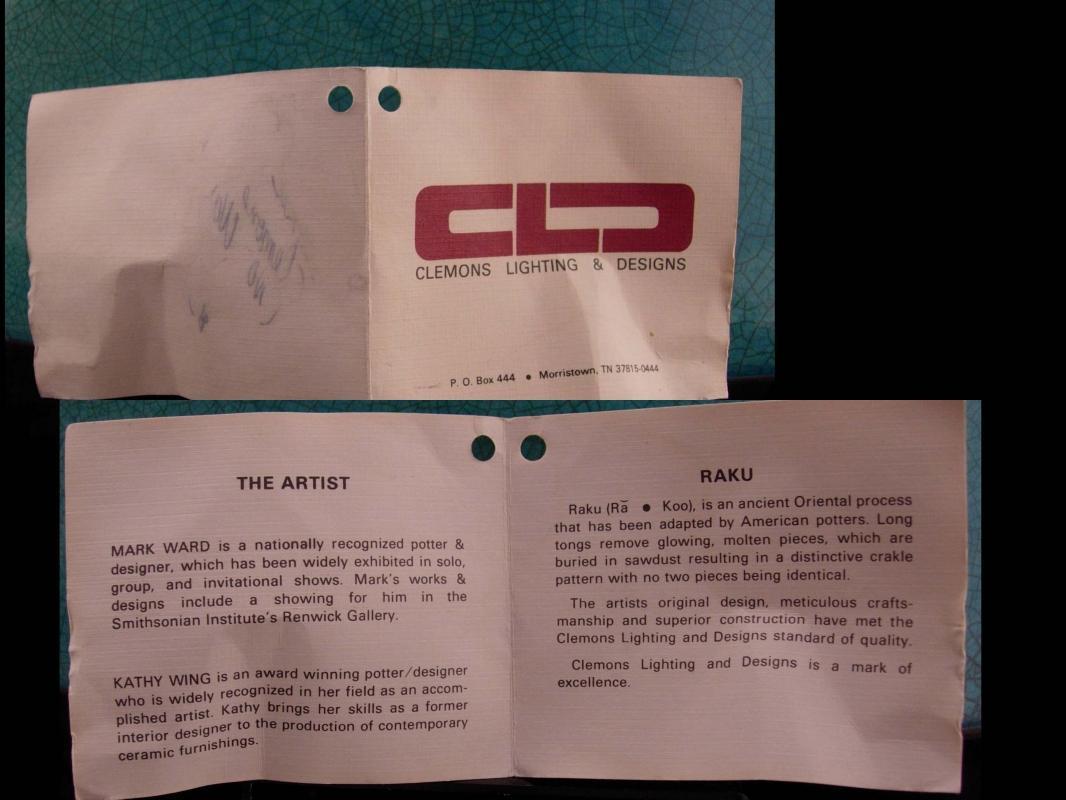 CLD
CLEMONS LIGHTING & DESIGNS
P. O. Box 444 • Morristown, TN 37815-0444
THE ARTIST
MARK WARD is a nationally recognized potter &
designer, which has been widely exhibited in solo,
group, and invitational shows. Mark's works &
designs include a showing for him in the
Smithsonian Institute's Renwick Gallery.
KATHY WING is an award winning potter/designer
who is widely recognized in her field as an accom-
plished artist. Kathy brings her skills as a former
interior designer to the production of contemporary
ceramic furnishings.
RAKU
Raku (Rā̆ • Koo), is an ancient Oriental process
that has been adapted by American potters. Long
tongs remove glowing, molten pieces, which are
buried in sawdust resulting in a distinctive crakle
pattern with no two pieces being identical.
The artists original design, meticulous crafts-
manship and superior construction have met the
Clemons Lighting and Designs standard of quality.
Clemons Lighting and Designs is a mark of
excellence.